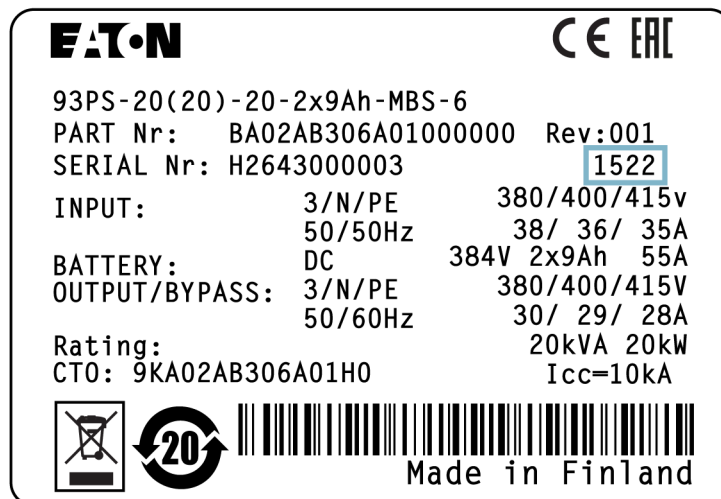 EATON CE EAC
93PS-20(20)-20-2x9Ah-MBS-6
PART Nr: BA02AB306A01000000 Rev:001
SERIAL Nr: H2643000003 1522
INPUT: 3/N/PE 380/400/415v
50/50Hz 38/ 36/ 35A
BATTERY: DC 384V 2x9Ah 55A
OUTPUT/BYPASS: 3/N/PE 380/400/415V
50/60Hz 30/ 29/ 28A
Rating: 20kVA 20kW
CTO: 9KA02AB306A01H0 Icc=10kA
20
Made in Finland